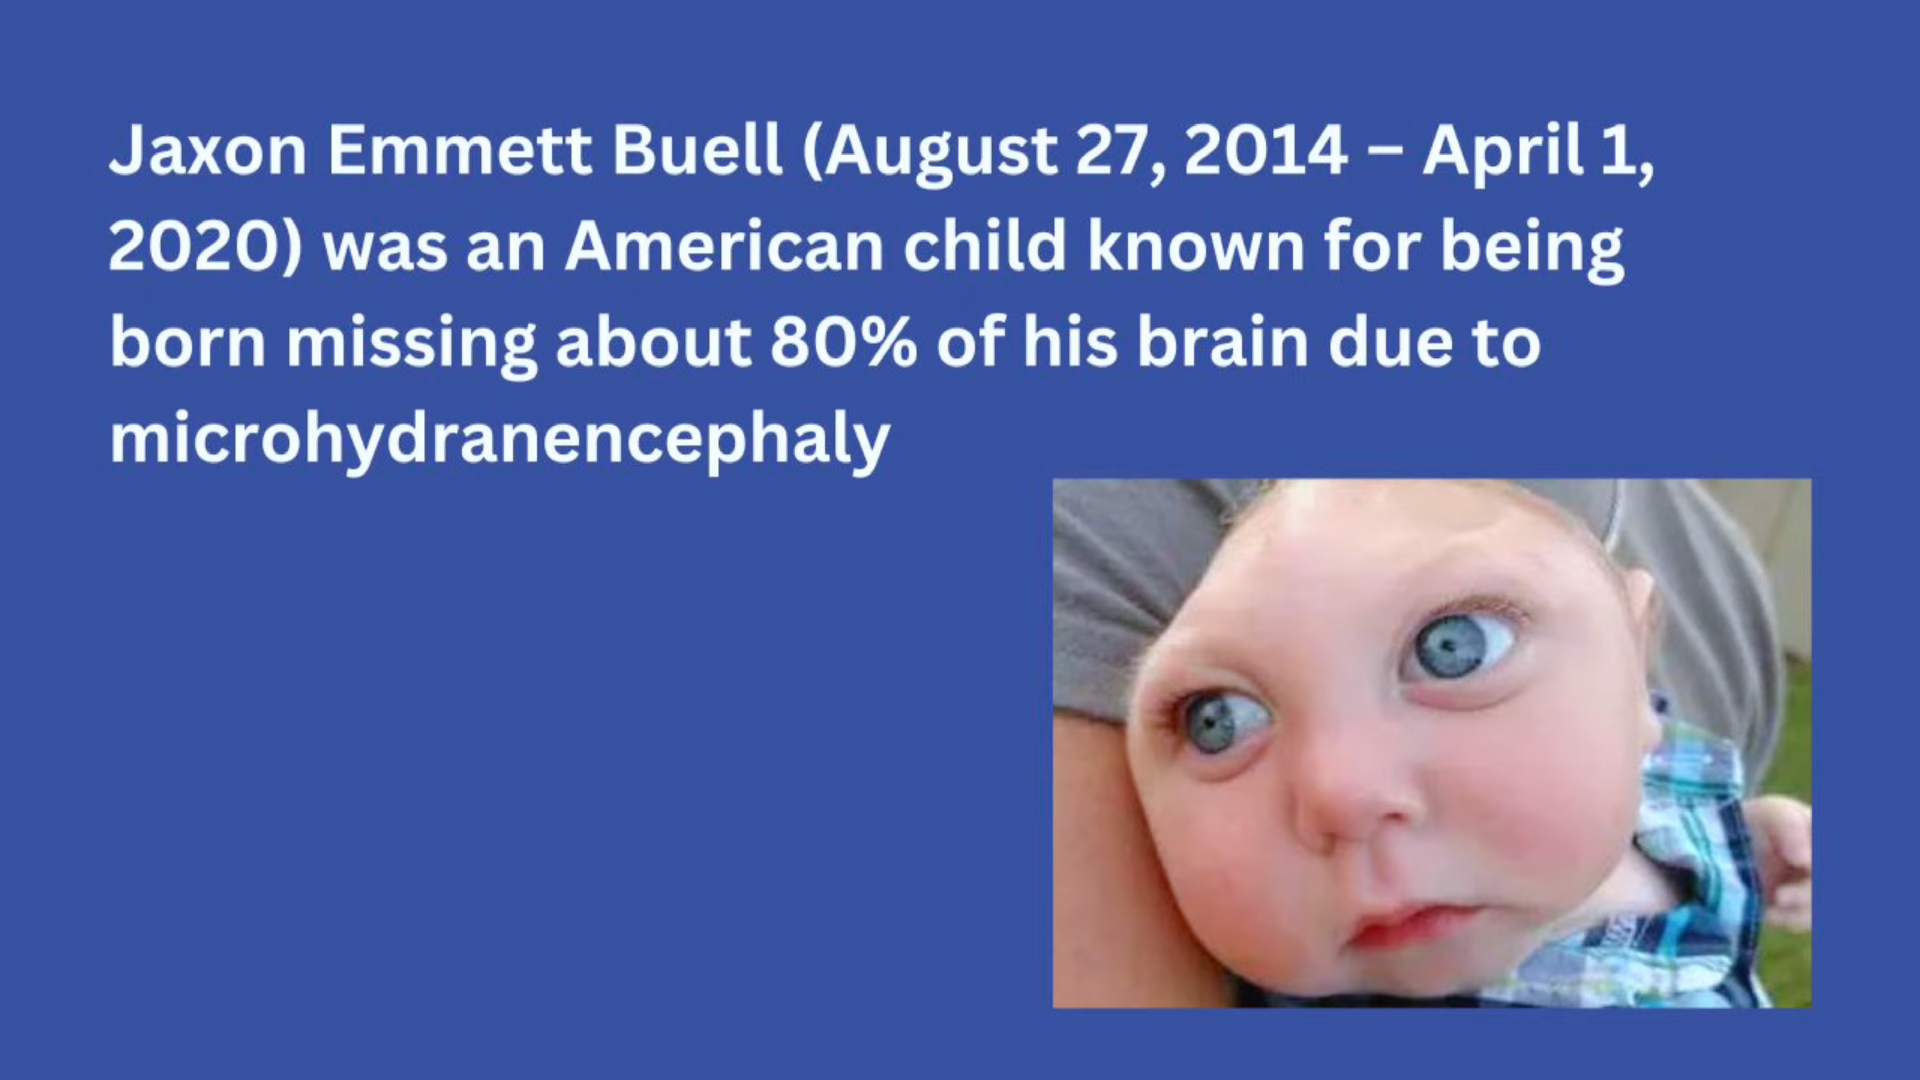 Jaxon Emmett Buell (August 27, 2014 – April 1,
2020) was an American child known for being
born missing about 80% of his brain due to
microhydranencephaly